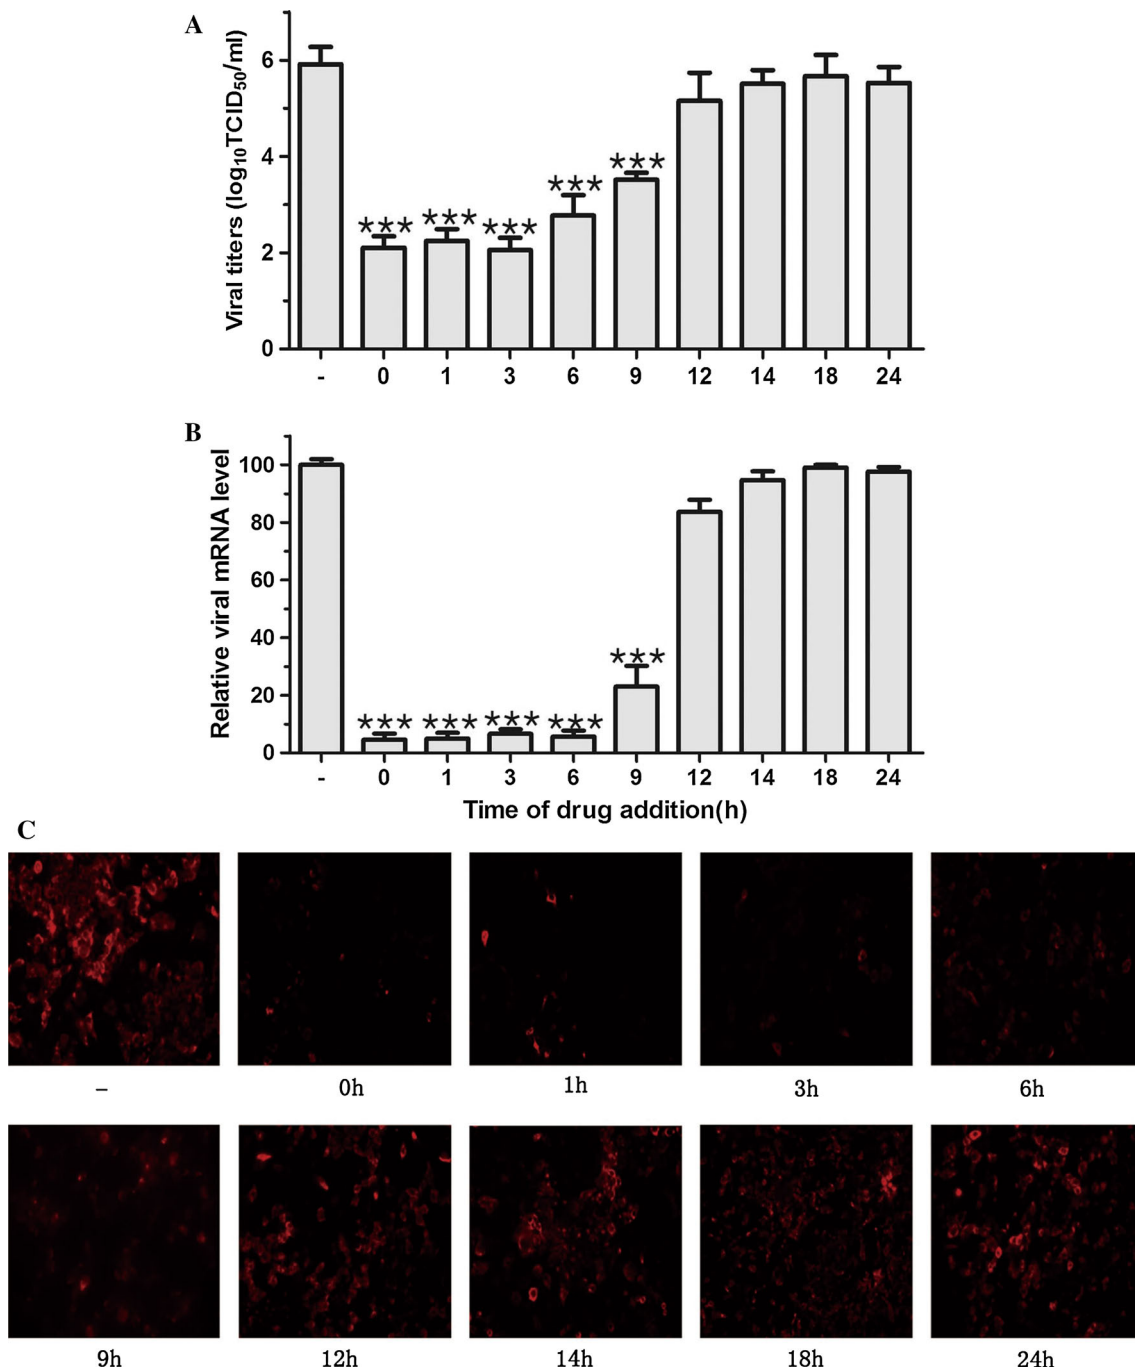 A
Viral titers (log₁₀TCID₅₀/ml)
6
4
2
0
*** *** *** *** ***
- 0 1 3 6 9 12 14 18 24
B
Relative viral mRNA level
100
80
60
40
20
0
*** *** *** *** ***
- 0 1 3 6 9 12 14 18 24
Time of drug addition(h)
C
– 0h 1h 3h 6h
9h 12h 14h 18h 24h